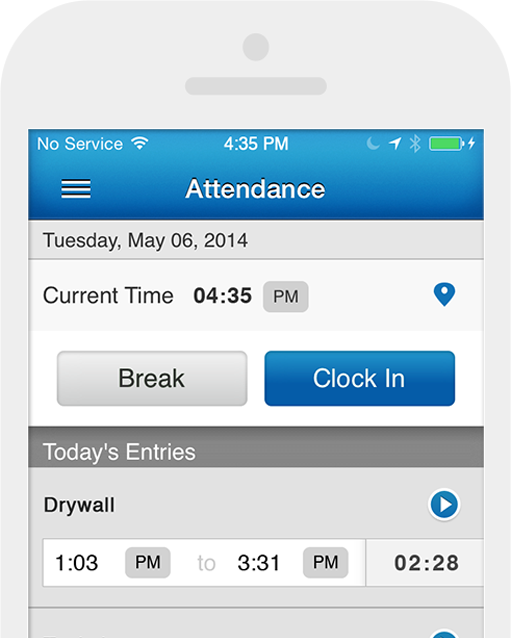 No Service 4:35 PM
Attendance
Tuesday, May 06, 2014
Current Time 04:35 PM
Break Clock In
Today's Entries
Drywall
1:03 PM to 3:31 PM 02:28